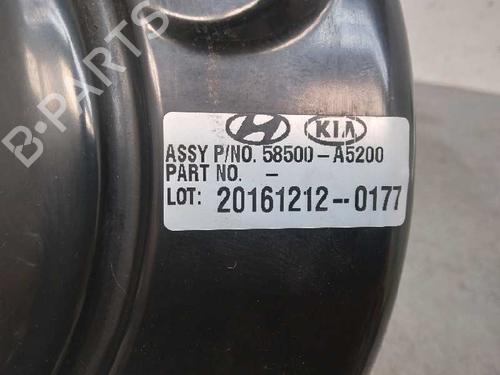 B-PARTS
KIA
ASSY P/NO. 58500-A5200
PART NO. -
LOT: 20161212--0177